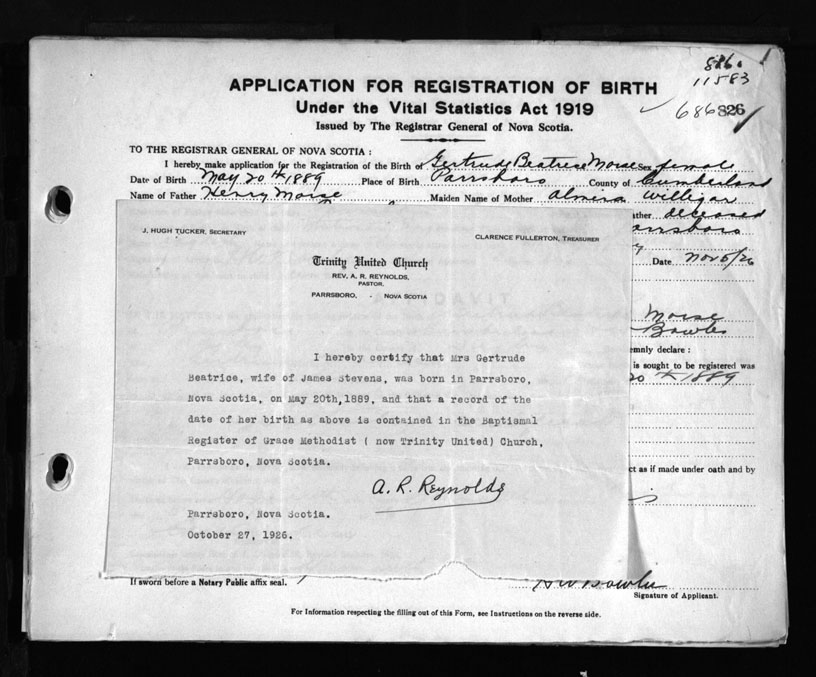 886.
11583
686826
APPLICATION FOR REGISTRATION OF BIRTH
Under the Vital Statistics Act 1919
Issued by The Registrar General of Nova Scotia.
TO THE REGISTRAR GENERAL OF NOVA SCOTIA :
I hereby make application for the Registration of the Birth of Gertrude Beatrice Morse Sex female
Date of Birth May 20th 1889 Place of Birth Parrsboro County of Cumberland
Name of Father Henry Morse Maiden Name of Mother Almira Willigar
ather deceased
arrsboro
Date Nov 5/26
Morse
Bowles
emnly declare :
is sought to be registered was
20th 1889
ct as if made under oath and by
J. HUGH TUCKER, SECRETARY
CLARENCE FULLERTON, TREASURER
Trinity United Church
REV. A. R. REYNOLDS,
PASTOR.
PARRSBORO, - NOVA SCOTIA
I hereby certify that Mrs Gertrude
Beatrice, wife of James Stevens, was born in Parrsboro,
Nova Scotia, on May 20th,1889, and that a record of the
date of her birth as above is contained in the Baptismal
Register of Grace Methodist ( now Trinity United) Church,
Parrsboro, Nova Scotia.
A. R. Reynolds
Parrsboro, Nova Scotia.
October 27, 1926.
If sworn before a Notary Public affix seal.
Signature of Applicant.
For Information respecting the filling out of this Form, see Instructions on the reverse side.